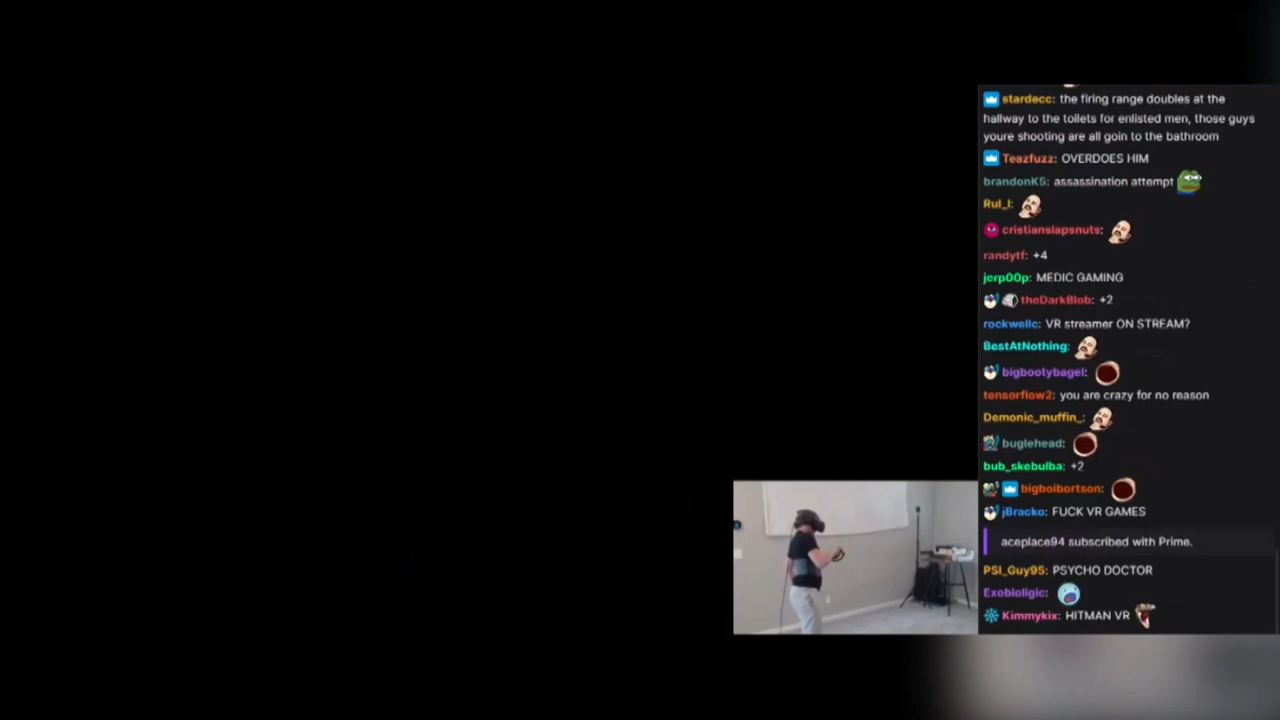 stardecc: the firing range doubles at the
hallway to the toilets for enlisted men, those guys
youre shooting are all goin to the bathroom
Teazfuzz: OVERDOES HIM
brandonK5: assassination attempt
Rul_l:
cristianslapsnuts:
randytf: +4
jerp00p: MEDIC GAMING
theDarkBlob: +2
rockwellc: VR streamer ON STREAM?
BestAtNothing:
bigbootybagel:
tensorflow2: you are crazy for no reason
Demonic_muffin_:
buglehead:
bub_skebulba: +2
bigboibortson:
jBracko: FUCK VR GAMES
aceplace94 subscribed with Prime.
PSI_Guy95: PSYCHO DOCTOR
Exobioligic:
Kimmykix: HITMAN VR